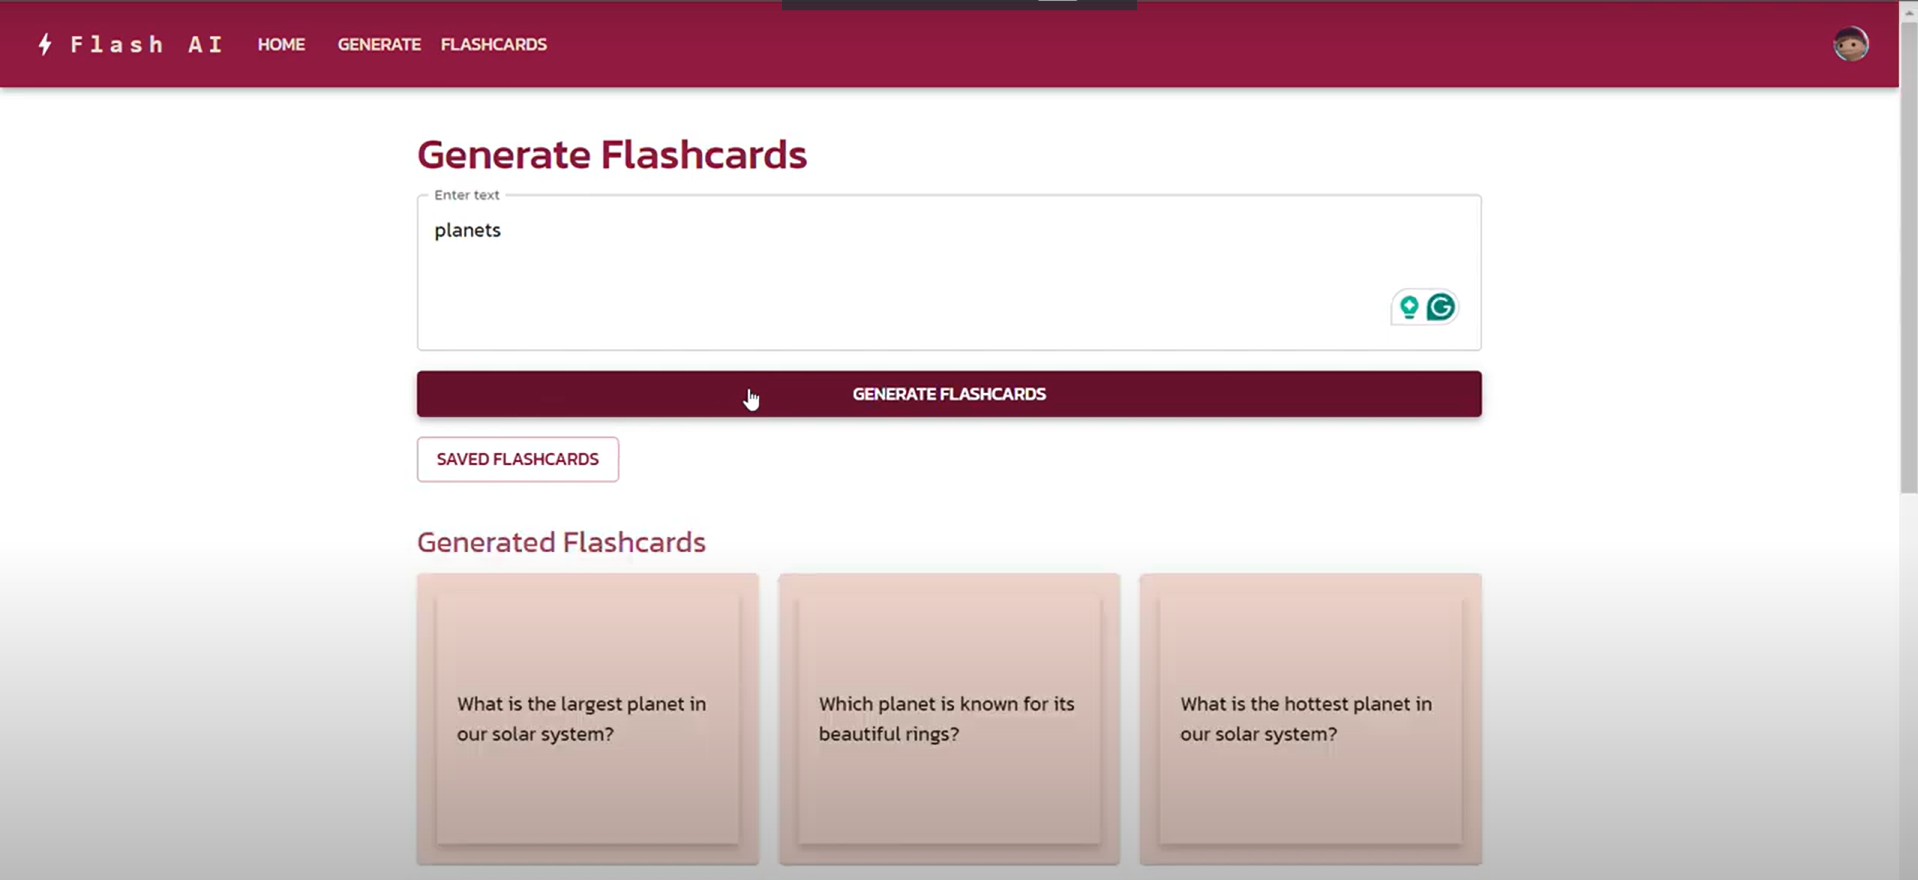 Flash AI HOME GENERATE FLASHCARDS
Generate Flashcards
Enter text
planets
GENERATE FLASHCARDS
SAVED FLASHCARDS
Generated Flashcards
What is the largest planet in
our solar system?
Which planet is known for its
beautiful rings?
What is the hottest planet in
our solar system?